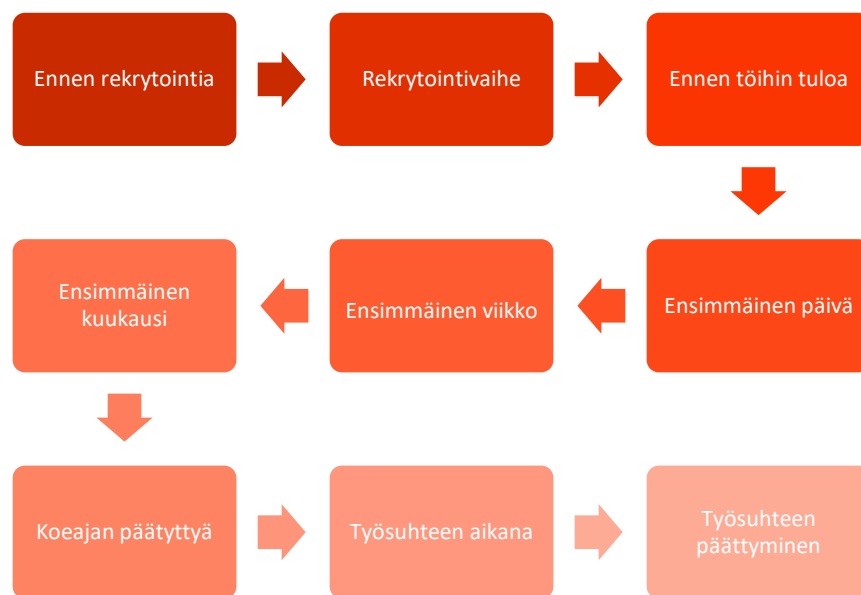 Ennen rekrytointia
Rekrytointivaihe
Ennen töihin tuloa
Ensimmäinen päivä
Ensimmäinen viikko
Ensimmäinen
kuukausi
Koeajan päätyttyä
Työsuhteen aikana
Työsuhteen
päättyminen